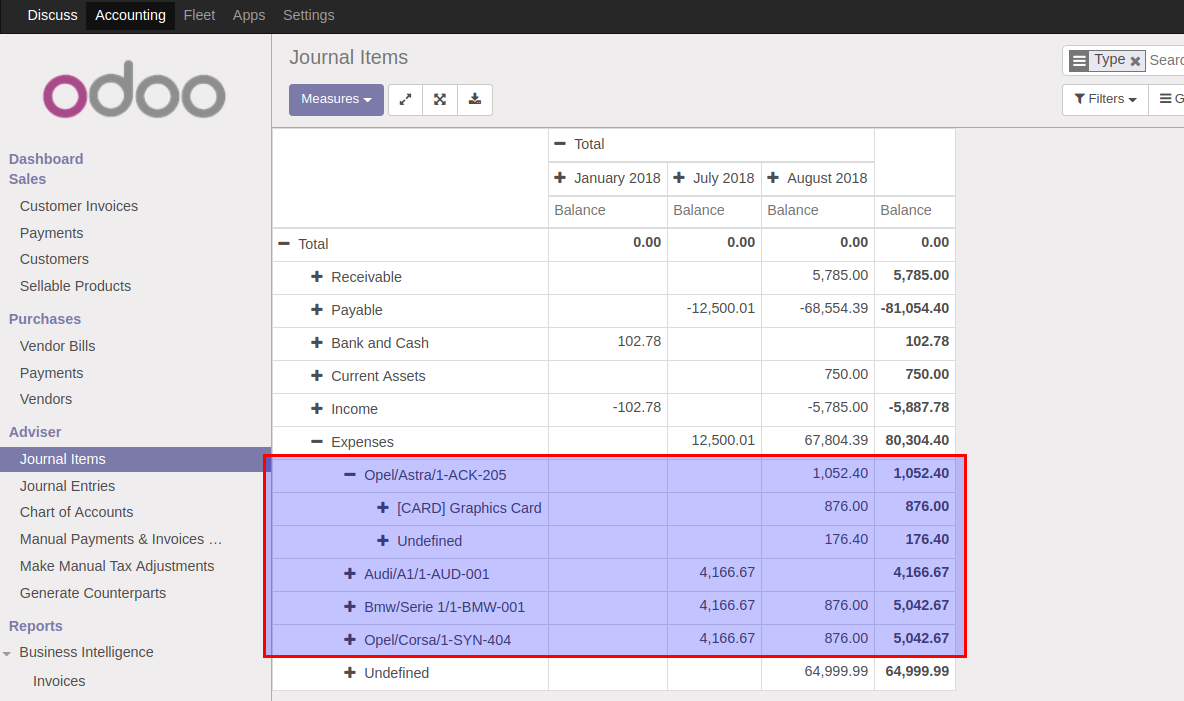 Discuss Accounting Fleet Apps Settings
odoo
Dashboard
Sales
Customer Invoices
Payments
Customers
Sellable Products
Purchases
Vendor Bills
Payments
Vendors
Adviser
Journal Items
Journal Entries
Chart of Accounts
Manual Payments & Invoices …
Make Manual Tax Adjustments
Generate Counterparts
Reports
Business Intelligence
Invoices
Journal Items
Type Searc
Measures
Filters G
Total
January 2018 July 2018 August 2018
Balance Balance Balance Balance
Total 0.00 0.00 0.00 0.00
Receivable 5,785.00 5,785.00
Payable -12,500.01 -68,554.39 -81,054.40
Bank and Cash 102.78 102.78
Current Assets 750.00 750.00
Income -102.78 -5,785.00 -5,887.78
Expenses 12,500.01 67,804.39 80,304.40
Opel/Astra/1-ACK-205 1,052.40 1,052.40
[CARD] Graphics Card 876.00 876.00
Undefined 176.40 176.40
Audi/A1/1-AUD-001 4,166.67 4,166.67
Bmw/Serie 1/1-BMW-001 4,166.67 876.00 5,042.67
Opel/Corsa/1-SYN-404 4,166.67 876.00 5,042.67
Undefined 64,999.99 64,999.99